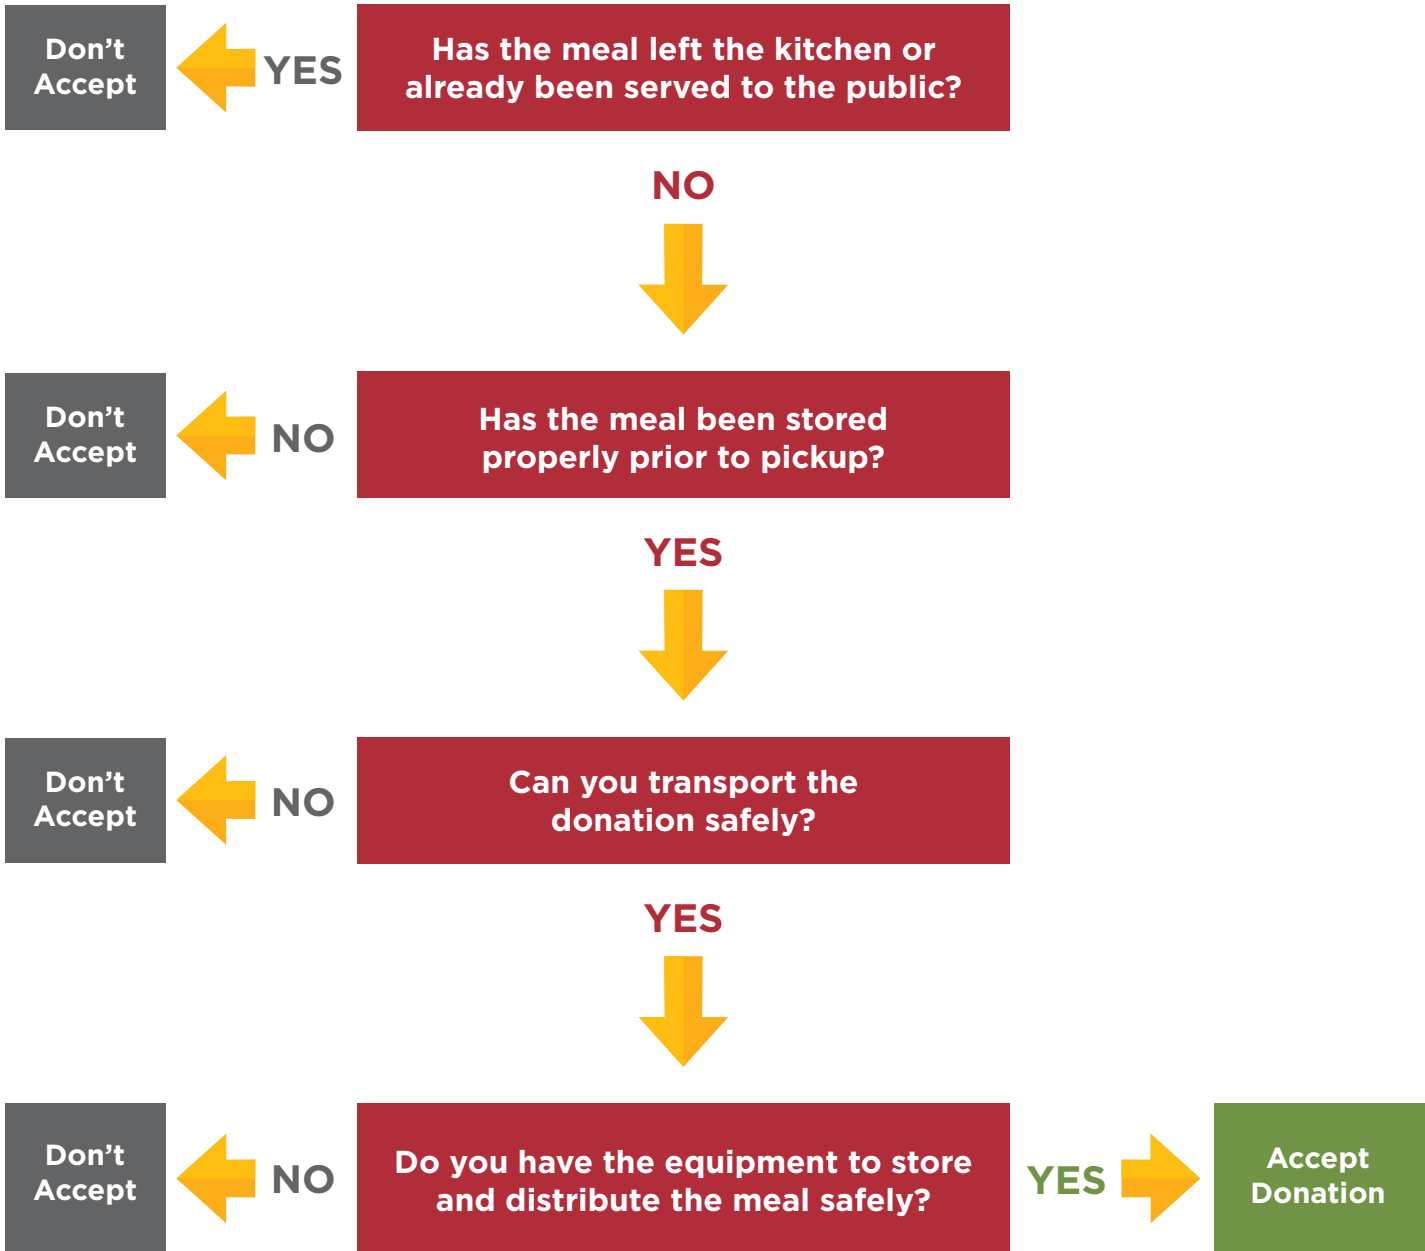 Don't
Accept
YES
Has the meal left the kitchen or
already been served to the public?
NO
Don't
Accept
NO
Has the meal been stored
properly prior to pickup?
YES
Don't
Accept
NO
Can you transport the
donation safely?
YES
Don't
Accept
NO
Do you have the equipment to store
and distribute the meal safely?
YES
Accept
Donation